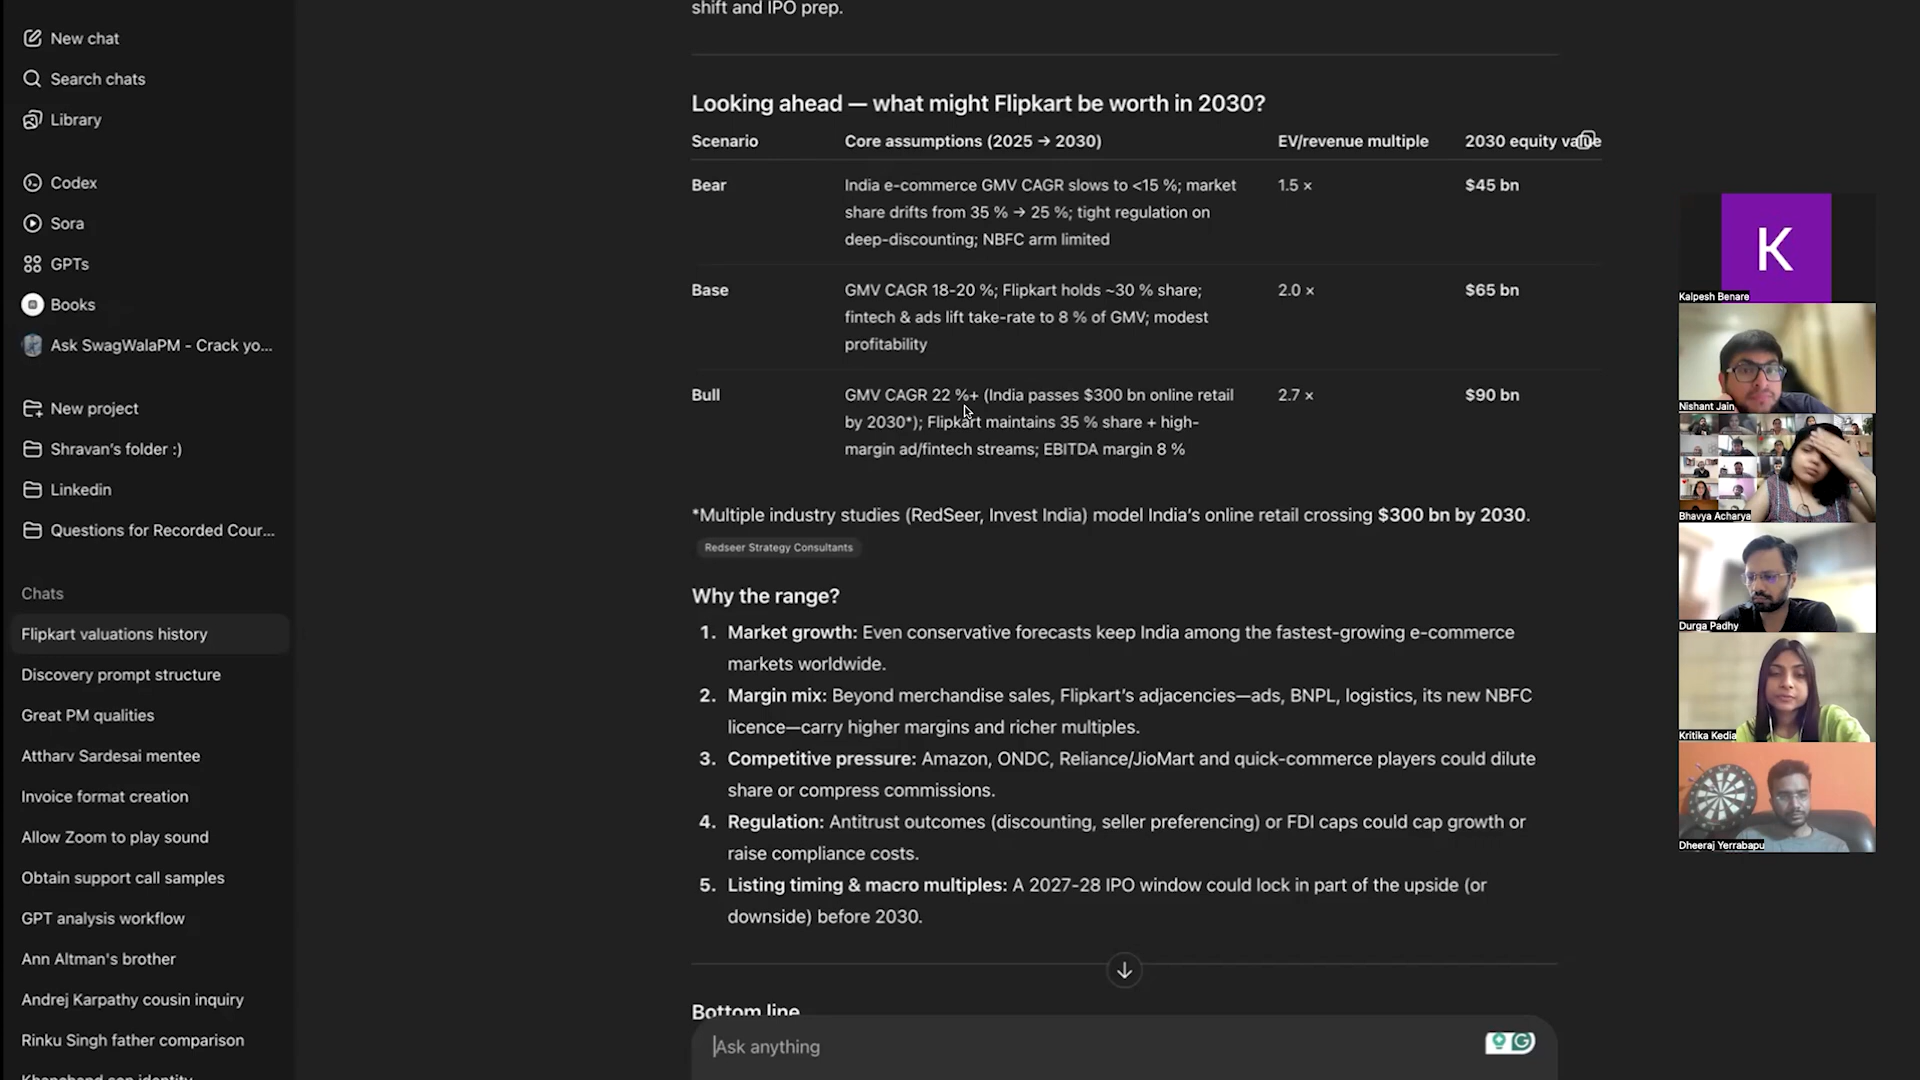 New chat
Search chats
Library
Codex
Sora
GPTs
Books
Ask SwagWalaPM - Crack yo...
New project
Shravan's folder :)
Linkedin
Questions for Recorded Cour...
Chats
Flipkart valuations history
Discovery prompt structure
Great PM qualities
Attharv Sardesai mentee
Invoice format creation
Allow Zoom to play sound
Obtain support call samples
GPT analysis workflow
Ann Altman's brother
Andrej Karpathy cousin inquiry
Rinku Singh father comparison
shift and IPO prep.
Looking ahead — what might Flipkart be worth in 2030?
Scenario Core assumptions (2025 → 2030) EV/revenue multiple 2030 equity value
Bear India e-commerce GMV CAGR slows to <15 %; market 1.5 × $45 bn
share drifts from 35 % → 25 %; tight regulation on
deep-discounting; NBFC arm limited
Base GMV CAGR 18-20 %; Flipkart holds ~30 % share; 2.0 × $65 bn
fintech & ads lift take-rate to 8 % of GMV; modest
profitability
Bull GMV CAGR 22 %+ (India passes $300 bn online retail 2.7 × $90 bn
by 2030*); Flipkart maintains 35 % share + high-
margin ad/fintech streams; EBITDA margin 8 %
*Multiple industry studies (RedSeer, Invest India) model India's online retail crossing $300 bn by 2030.
Redseer Strategy Consultants
Why the range?
1. Market growth: Even conservative forecasts keep India among the fastest-growing e-commerce
markets worldwide.
2. Margin mix: Beyond merchandise sales, Flipkart's adjacencies—ads, BNPL, logistics, its new NBFC
licence—carry higher margins and richer multiples.
3. Competitive pressure: Amazon, ONDC, Reliance/JioMart and quick-commerce players could dilute
share or compress commissions.
4. Regulation: Antitrust outcomes (discounting, seller preferencing) or FDI caps could cap growth or
raise compliance costs.
5. Listing timing & macro multiples: A 2027-28 IPO window could lock in part of the upside (or
downside) before 2030.
Bottom line
Ask anything
K
Kalpesh Benare
Nishant Jain
Bhavya Acharya
Durga Padhy
Kritika Kedia
Dheeraj Yerrabapu